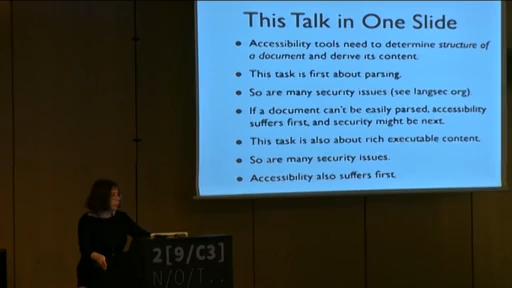 This Talk in One Slide
• Accessibility tools need to determine structure of
a document and derive its content.
• This task is first about parsing.
• So are many security issues (see langsec org).
• If a document can't be easily parsed, accessibility
suffers first, and security might be next.
• This task is also about rich executable content.
• So are many security issues.
• Accessibility also suffers first.
2[9/C3]
N/O/T...